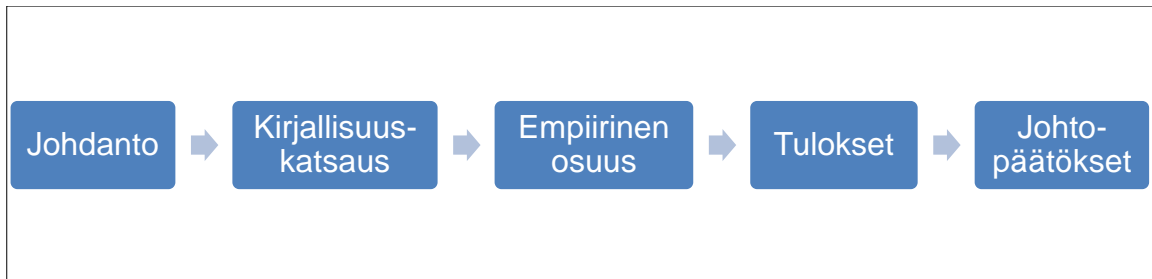 Johdanto
Kirjallisuus-
katsaus
Empiirinen
osuus
Tulokset
Johto-
päätökset